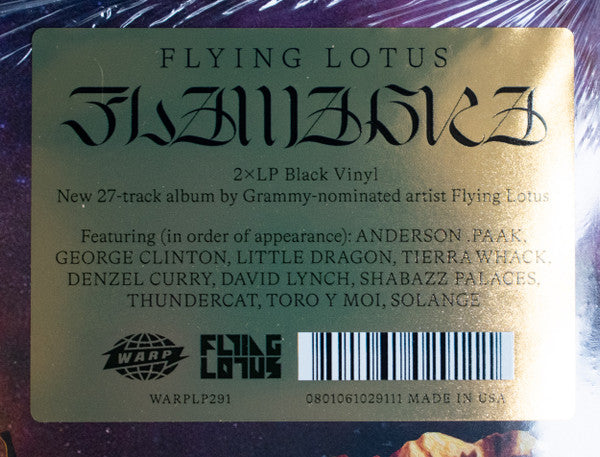 FLYING LOTUS
FLAMAGRA
2×LP Black Vinyl
New 27-track album by Grammy-nominated artist Flying Lotus
Featuring (in order of appearance): ANDERSON .PAAK,
GEORGE CLINTON, LITTLE DRAGON, TIERRA WHACK,
DENZEL CURRY, DAVID LYNCH, SHABAZZ PALACES,
THUNDERCAT, TORO Y MOI, SOLANGE
WARP
FLYING
LOTUS
WARPLP291
0801061029111 MADE IN USA